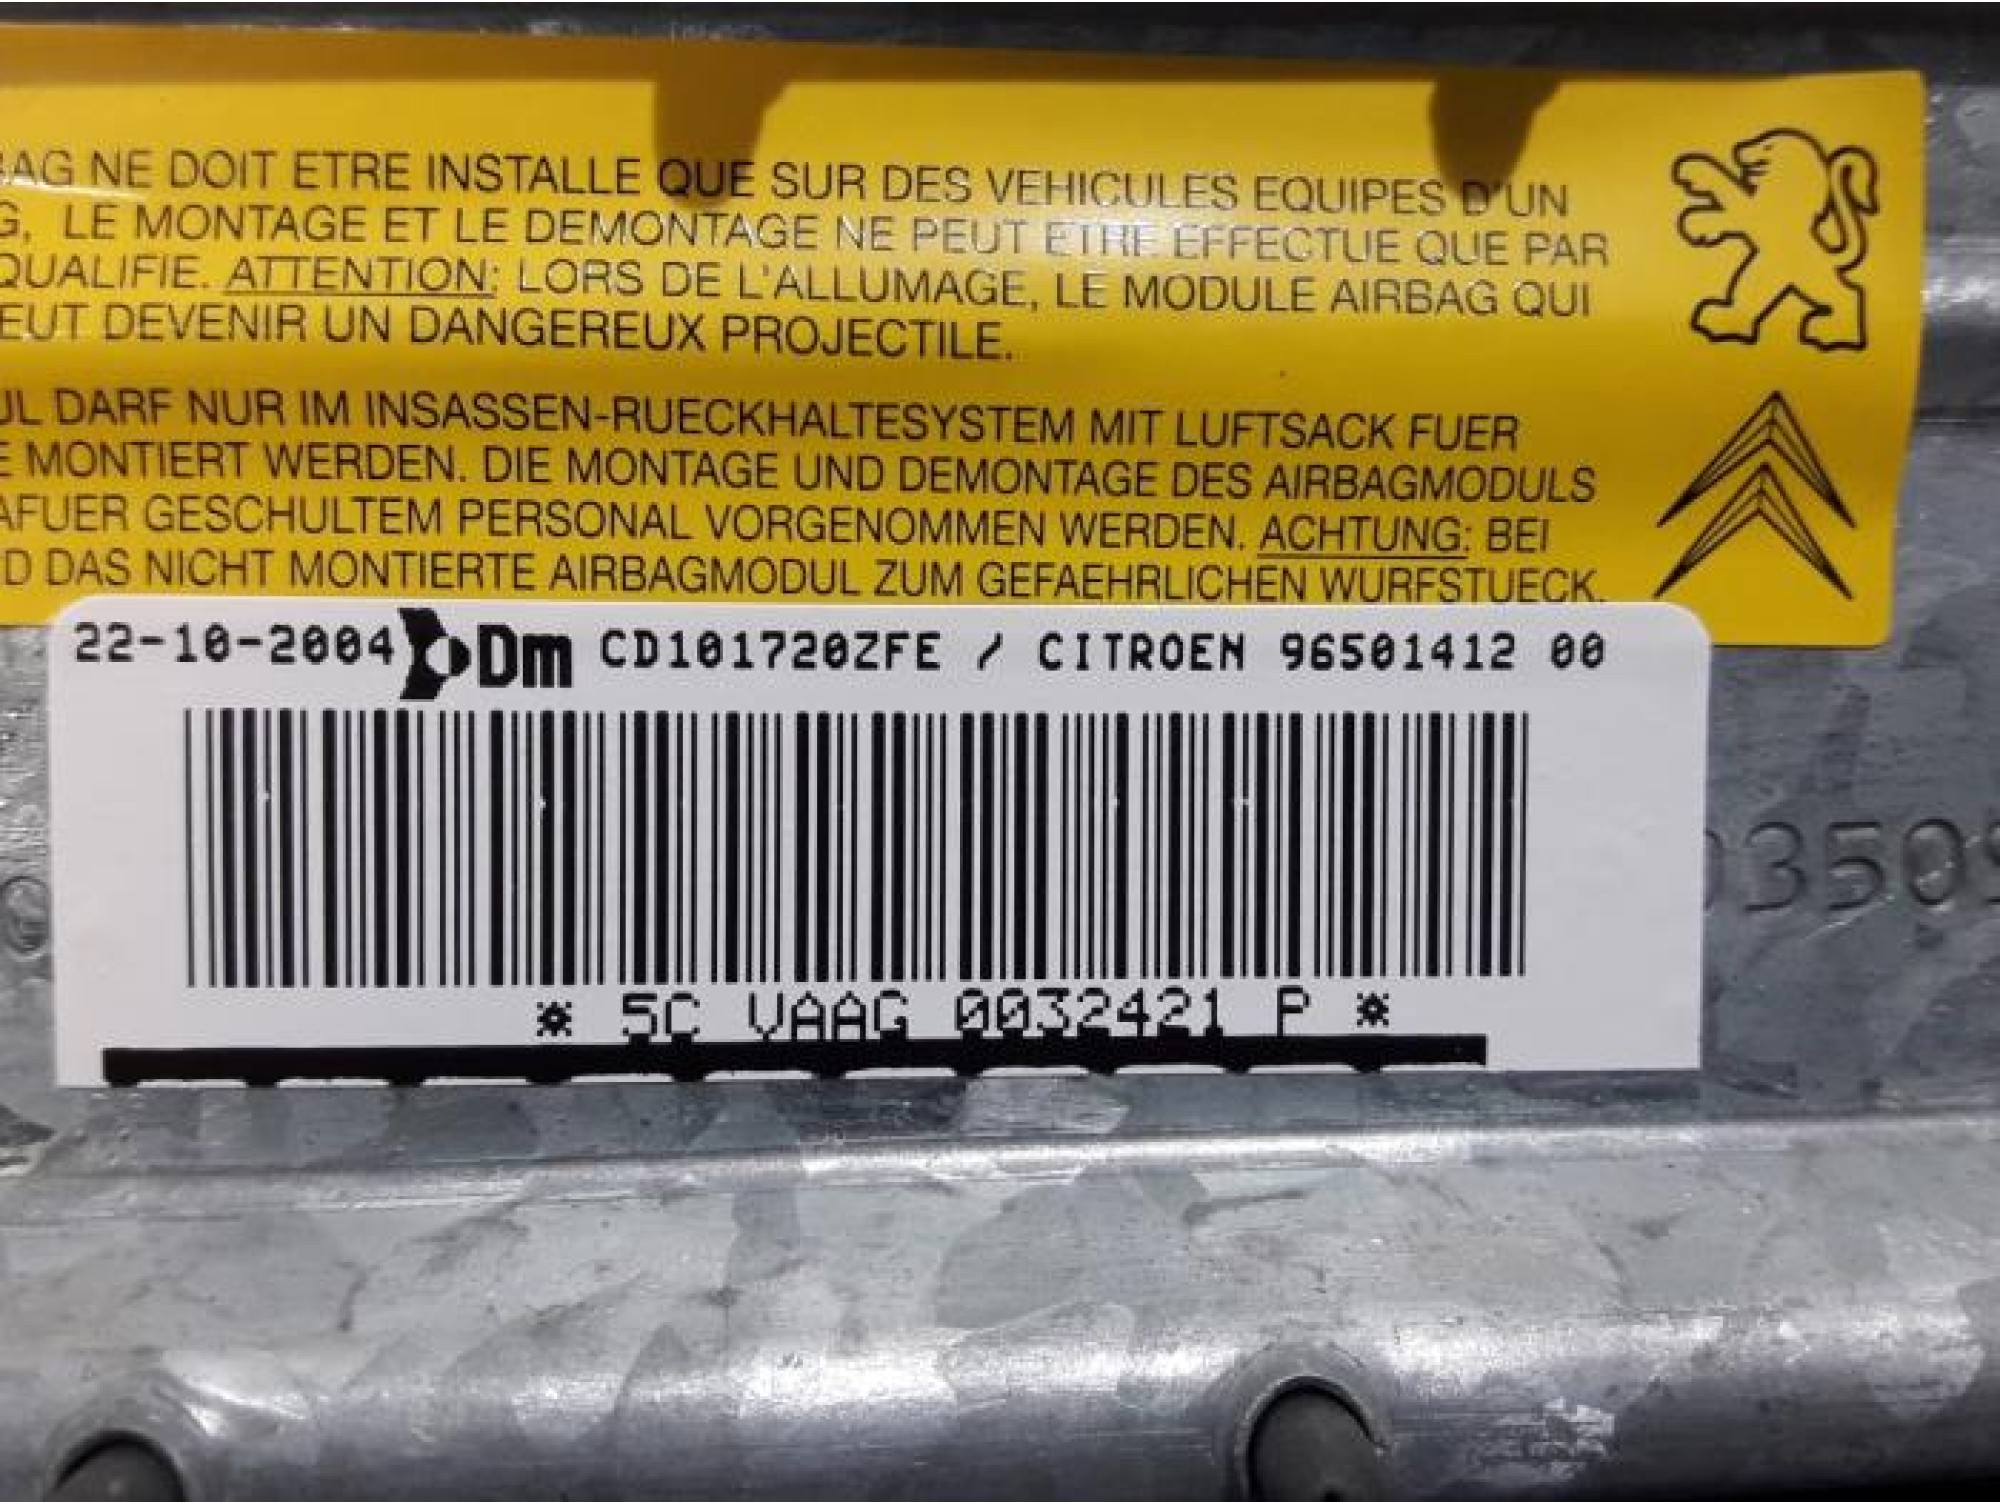 AG NE DOIT ETRE INSTALLE QUE SUR DES VEHICULES EQUIPES D'UN
G, LE MONTAGE ET LE DEMONTAGE NE PEUT ETRE EFFECTUE QUE PAR
QUALIFIE. ATTENTION: LORS DE L'ALLUMAGE, LE MODULE AIRBAG QUI
EUT DEVENIR UN DANGEREUX PROJECTILE.
UL DARF NUR IM INSASSEN-RUECKHALTESYSTEM MIT LUFTSACK FUER
E MONTIERT WERDEN. DIE MONTAGE UND DEMONTAGE DES AIRBAGMODULS
AFUER GESCHULTEM PERSONAL VORGENOMMEN WERDEN. ACHTUNG: BEI
D DAS NICHT MONTIERTE AIRBAGMODUL ZUM GEFAEHRLICHEN WURFSTUECK.
22-10-2004 Dm CD101720ZFE / CITROEN 96501412 00
* 5C VAAG 0032421 P *